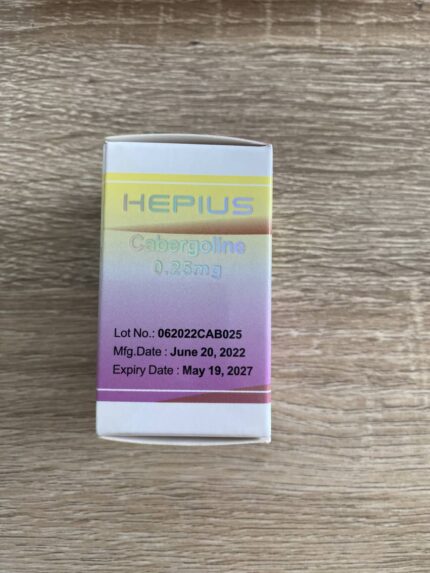 HEPIUS
Cabergoline
0.25mg
Lot No.: 062022CAB025
Mfg.Date : June 20, 2022
Expiry Date : May 19, 2027